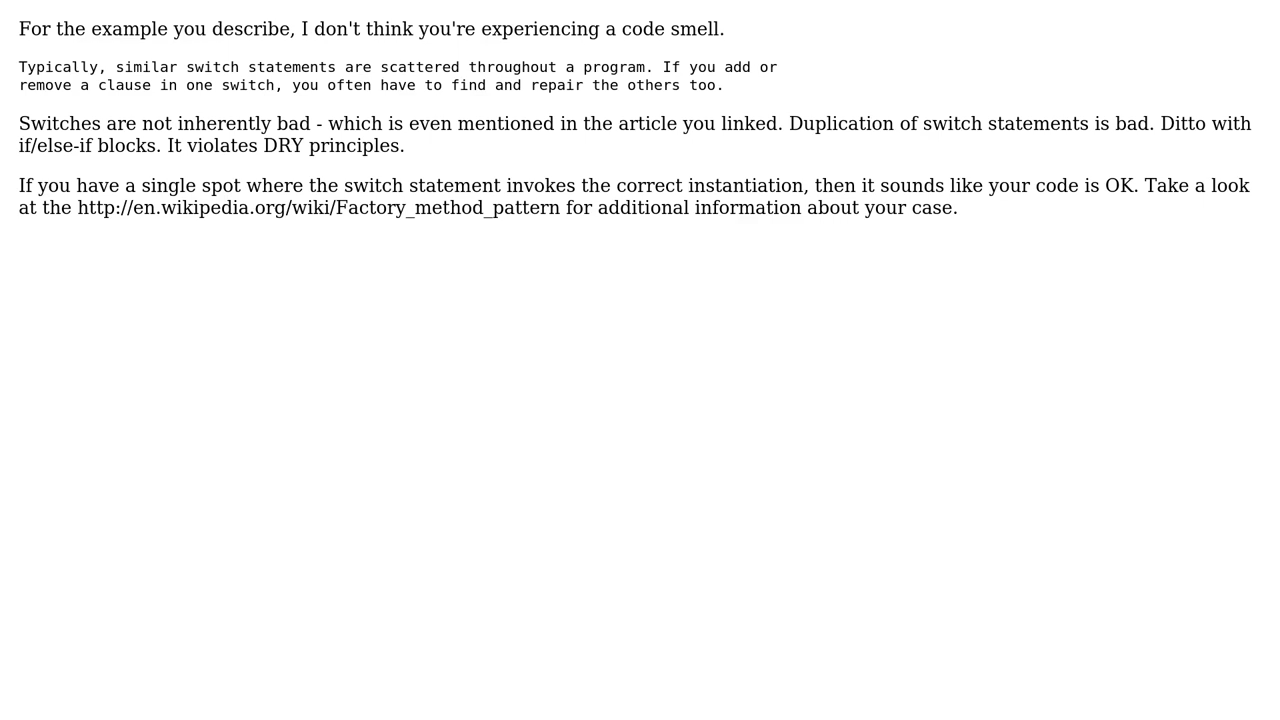 For the example you describe, I don't think you're experiencing a code smell.
Typically, similar switch statements are scattered throughout a program. If you add or
remove a clause in one switch, you often have to find and repair the others too.
Switches are not inherently bad - which is even mentioned in the article you linked. Duplication of switch statements is bad. Ditto with
if/else-if blocks. It violates DRY principles.
If you have a single spot where the switch statement invokes the correct instantiation, then it sounds like your code is OK. Take a look
at the http://en.wikipedia.org/wiki/Factory_method_pattern for additional information about your case.